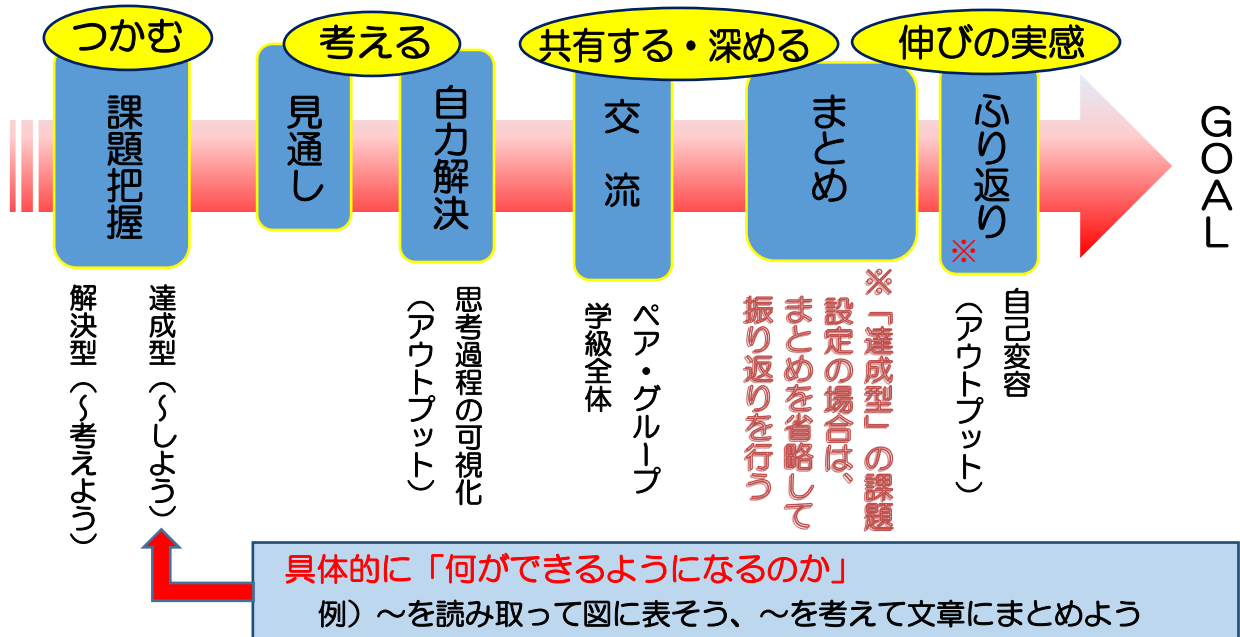 つかむ
考える
共有する・深める
伸びの実感
課題把握
見通し
自力解決
交流
まとめ
ふり返り
※
GOAL
達成型（～しよう）
解決型（～考えよう）
思考過程の可視化
（アウトプット）
ペア・グループ
学級全体
※「達成型」の課題
設定の場合は、
まとめを省略して
振り返りを行う
自己変容
（アウトプット）
具体的に「何ができるようになるのか」
例）～を読み取って図に表そう、～を考えて文章にまとめよう